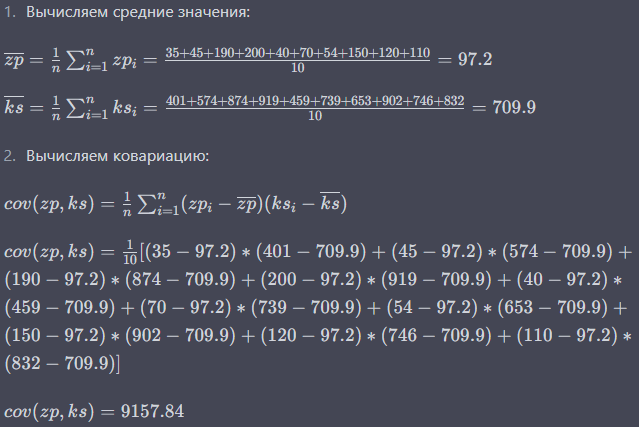 1. Вычисляем средние значения:
$\overline{zp} = \frac{1}{n} \sum_{i=1}^{n} zp_i = \frac{35+45+190+200+40+70+54+150+120+110}{10} = 97.2$
$\overline{ks} = \frac{1}{n} \sum_{i=1}^{n} ks_i = \frac{401+574+874+919+459+739+653+902+746+832}{10} = 709.9$
2. Вычисляем ковариацию:
$cov(zp, ks) = \frac{1}{n} \sum_{i=1}^{n} (zp_i - \overline{zp})(ks_i - \overline{ks})$
$cov(zp, ks) = \frac{1}{10}[(35 - 97.2) * (401 - 709.9) + (45 - 97.2) * (574 - 709.9) +$
$(190 - 97.2) * (874 - 709.9) + (200 - 97.2) * (919 - 709.9) + (40 - 97.2) *$
$(459 - 709.9) + (70 - 97.2) * (739 - 709.9) + (54 - 97.2) * (653 - 709.9) +$
$(150 - 97.2) * (902 - 709.9) + (120 - 97.2) * (746 - 709.9) + (110 - 97.2) *$
$(832 - 709.9)]$
$cov(zp, ks) = 9157.84$